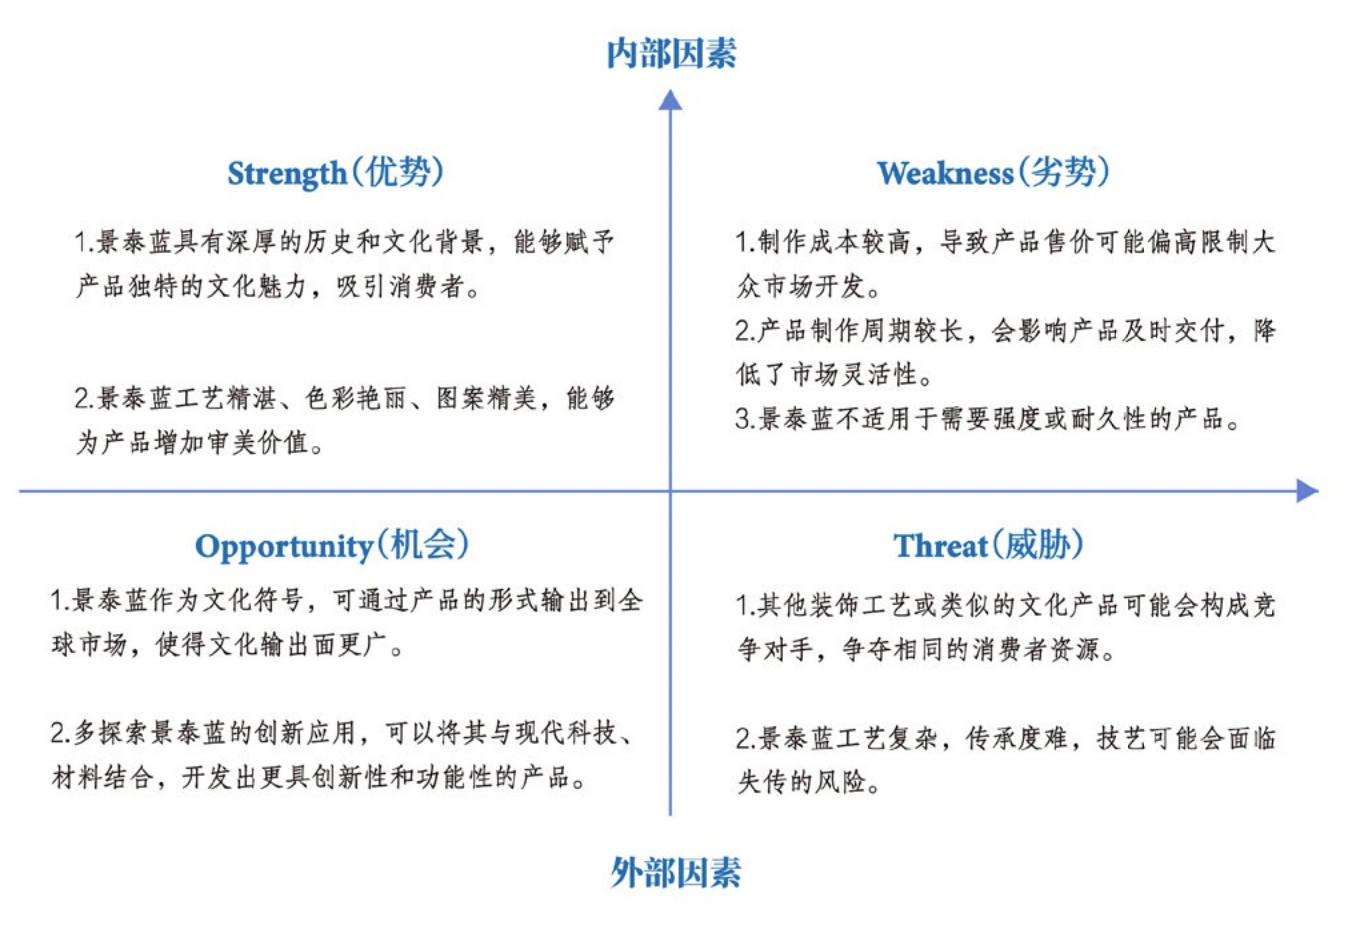 内部因素
Strength(优势)
1.景泰蓝具有深厚的历史和文化背景，能够赋予
产品独特的文化魅力，吸引消费者。
2.景泰蓝工艺精湛、色彩艳丽、图案精美，能够
为产品增加审美价值。
Weakness(劣势)
1.制作成本较高，导致产品售价可能偏高限制大
众市场开发。
2.产品制作周期较长，会影响产品及时交付，降
低了市场灵活性。
3.景泰蓝不适用于需要强度或耐久性的产品。
Opportunity(机会)
1.景泰蓝作为文化符号，可通过产品的形式输出到全
球市场，使得文化输出面更广。
2.多探索景泰蓝的创新应用，可以将其与现代科技、
材料结合，开发出更具创新性和功能性的产品。
Threat(威胁)
1.其他装饰工艺或类似的文化产品可能会构成竞
争对手，争夺相同的消费者资源。
2.景泰蓝工艺复杂，传承度难，技艺可能会面临
失传的风险。
外部因素